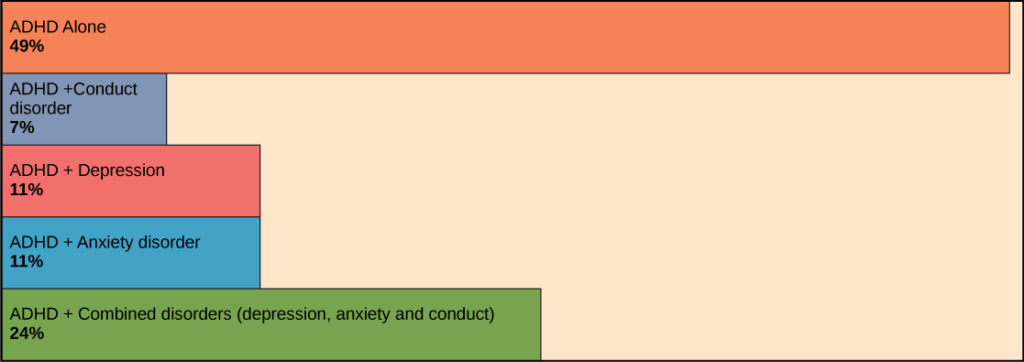 ADHD Alone
49%
ADHD +Conduct
disorder
7%
ADHD + Depression
11%
ADHD + Anxiety disorder
11%
ADHD + Combined disorders (depression, anxiety and conduct)
24%